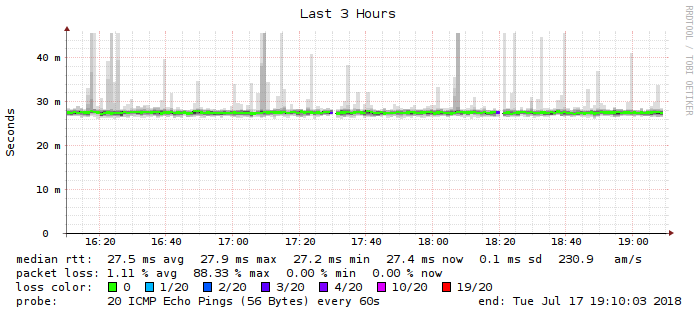 Last 3 Hours
RRDTOOL / TOBI OETIKER
Seconds
40 m
30 m
20 m
10 m
0
16:20 16:40 17:00 17:20 17:40 18:00 18:20 18:40 19:00
median rtt: 27.5 ms avg 27.9 ms max 27.2 ms min 27.4 ms now 0.1 ms sd 230.9 am/s
packet loss: 1.11 % avg 88.33 % max 0.00 % min 0.00 % now
loss color: 0 1/20 2/20 3/20 4/20 10/20 19/20
probe: 20 ICMP Echo Pings (56 Bytes) every 60s end: Tue Jul 17 19:10:03 2018